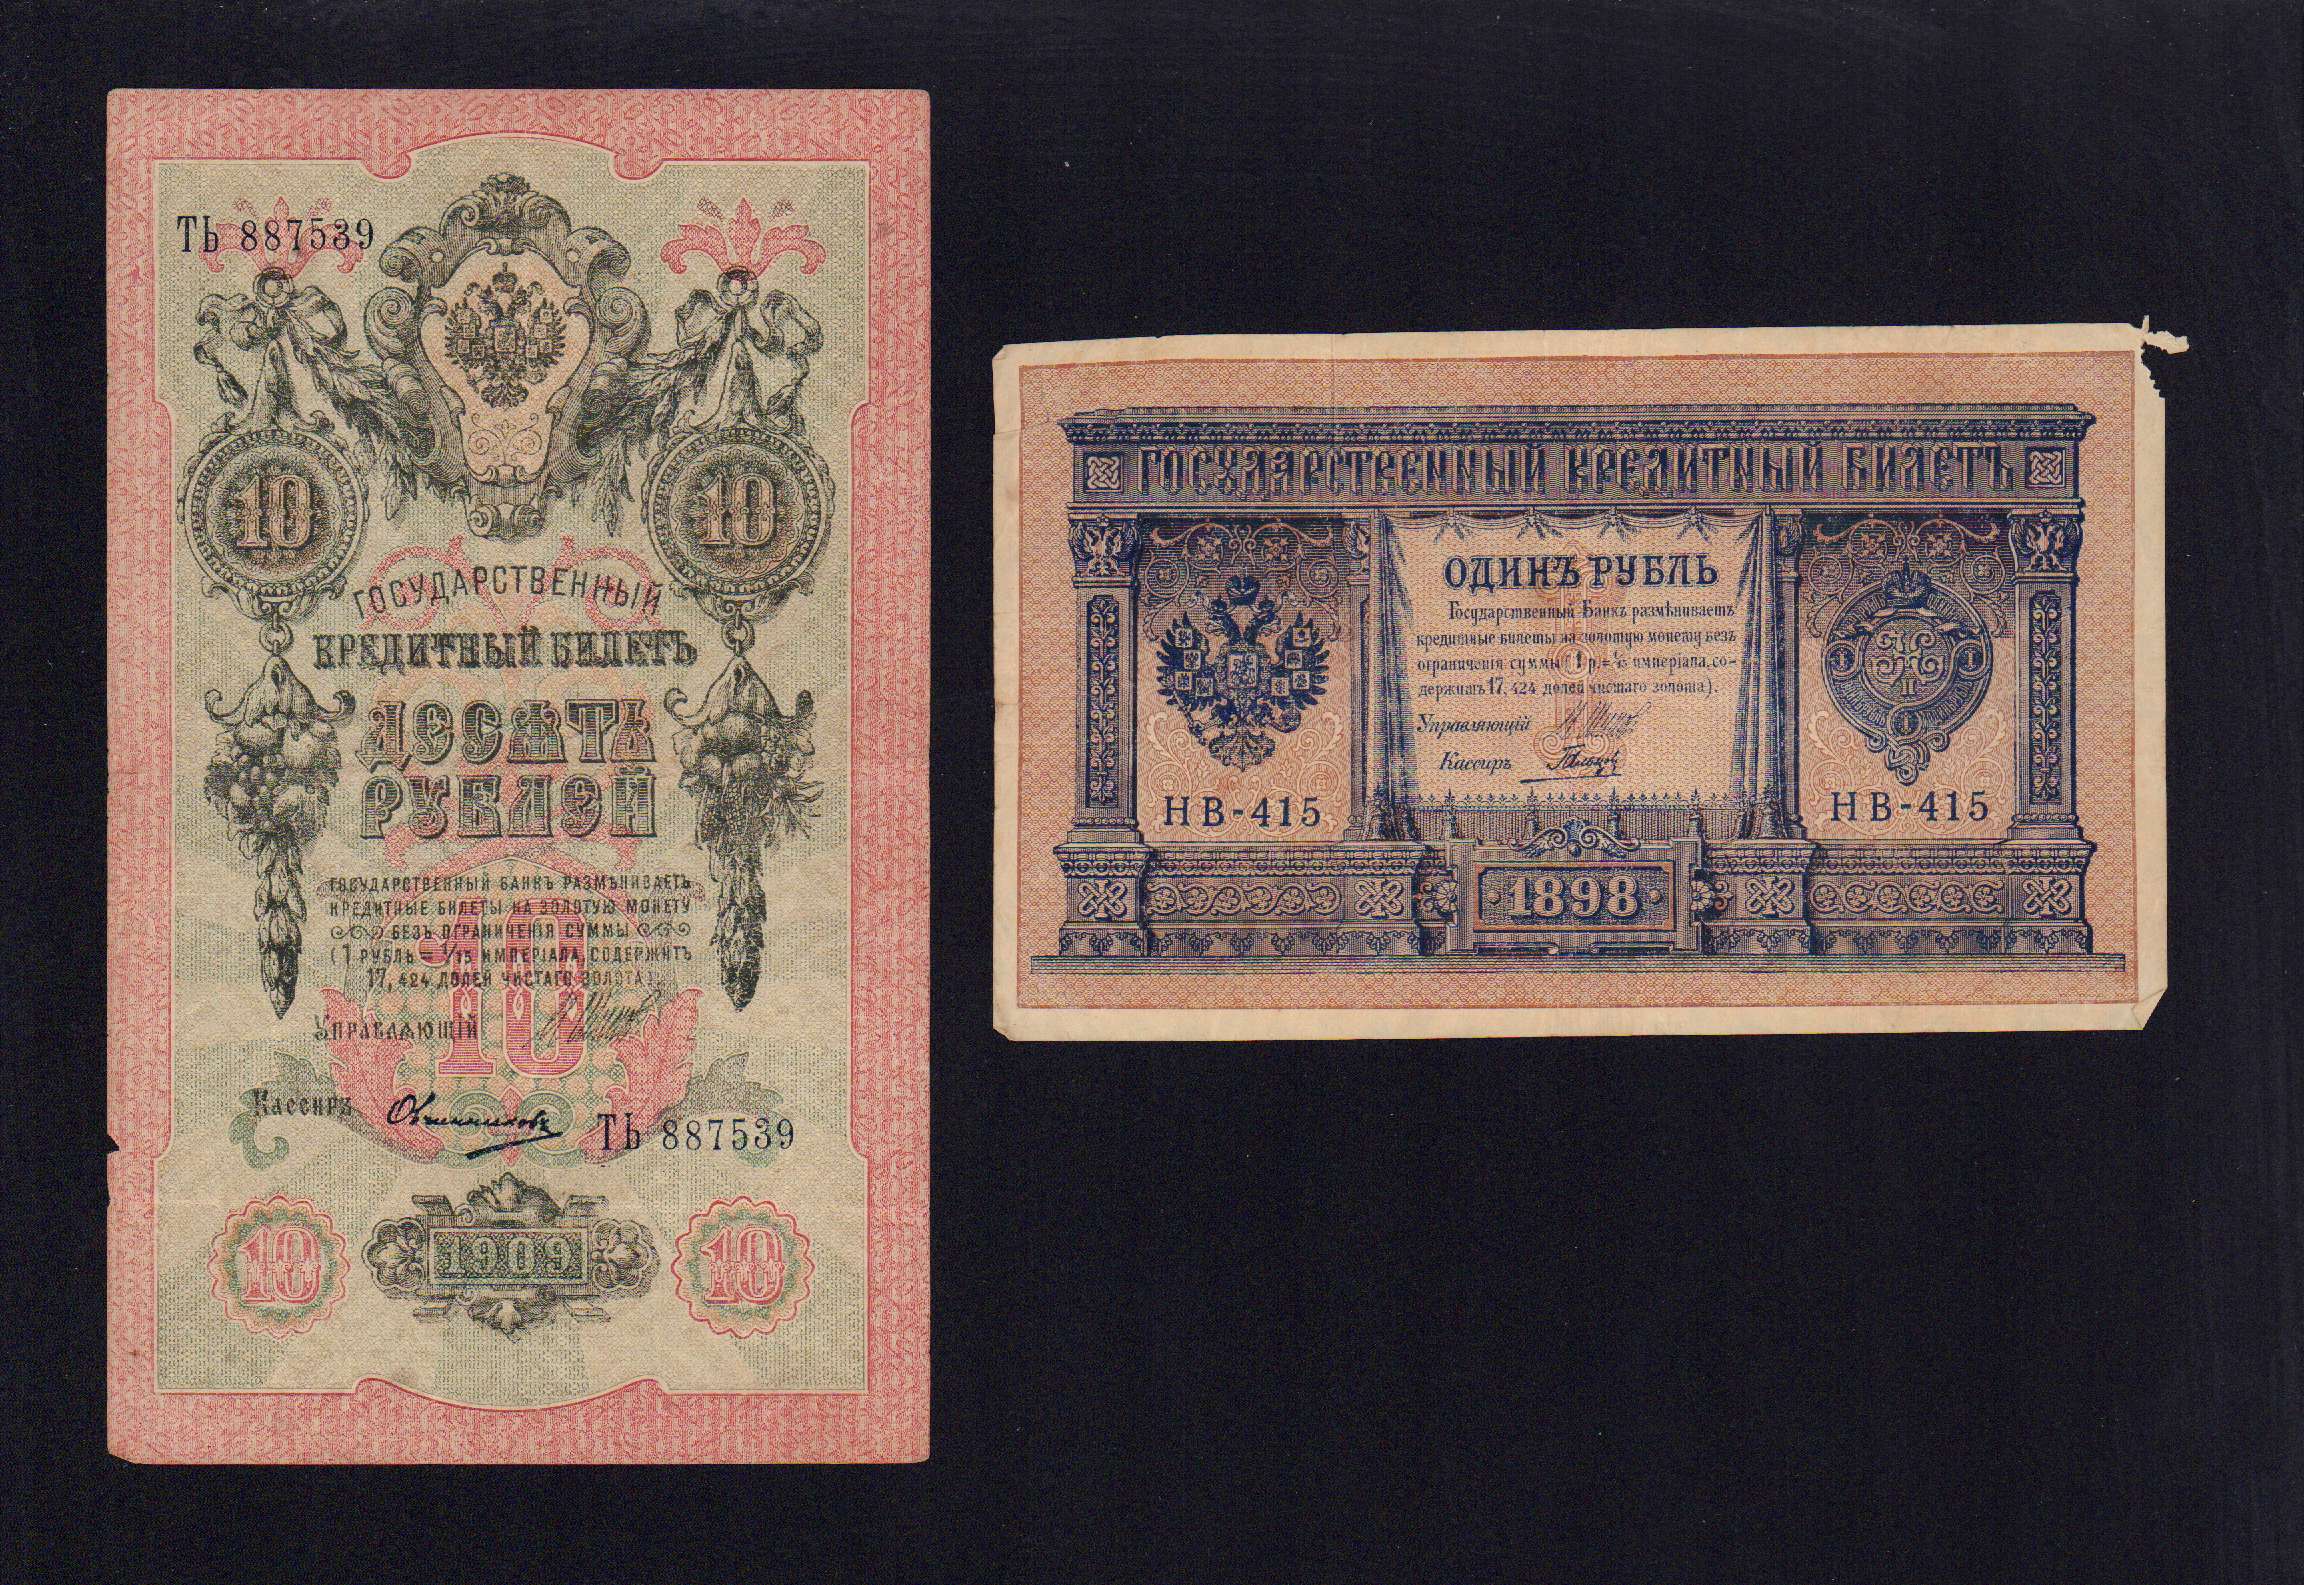 ТЬ 887539
10 10
ГОСУДАРСТВЕННЫЙ
КРЕДИТНЫЙ БИЛЕТЪ
ДЕСЯТЬ
РУБЛЕЙ
ГОСУДАРСТВЕННЫЙ БАНКЪ РАЗМѢНИВАЕТЪ
КРЕДИТНЫЕ БИЛЕТЫ НА ЗОЛОТУЮ МОНЕТУ
БЕЗЪ ОГРАНИЧЕНІЯ СУММЫ
(1 РУБЛЬ = 1/15 ИМПЕРІАЛА, СОДЕРЖИТЪ
17,424 ДОЛЕЙ ЧИСТАГО ЗОЛОТА).
10
УПРАВЛЯЮЩІЙ
Кассиръ Овчинниковъ ТЬ 887539
10 1909 10
ГОСУДАРСТВЕННЫЙ КРЕДИТНЫЙ БИЛЕТЪ
ОДИНЪ РУБЛЬ
Государственный Банкъ размѣниваетъ
кредитные билеты на золотую монету безъ
ограниченія суммы (1 р.= 1/15 имперіала, со-
держитъ 17,424 долей чистаго золота).
Управляющій
Кассиръ
НВ-415 НВ-415
1898